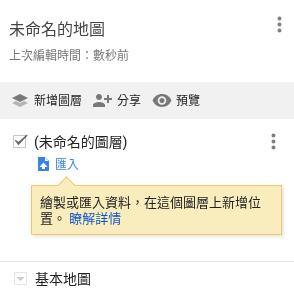 未命名的地圖
上次編輯時間：數秒前
新增圖層 分享 預覽
(未命名的圖層)
匯入
繪製或匯入資料，在這個圖層上新增位
置。 瞭解詳情
基本地圖